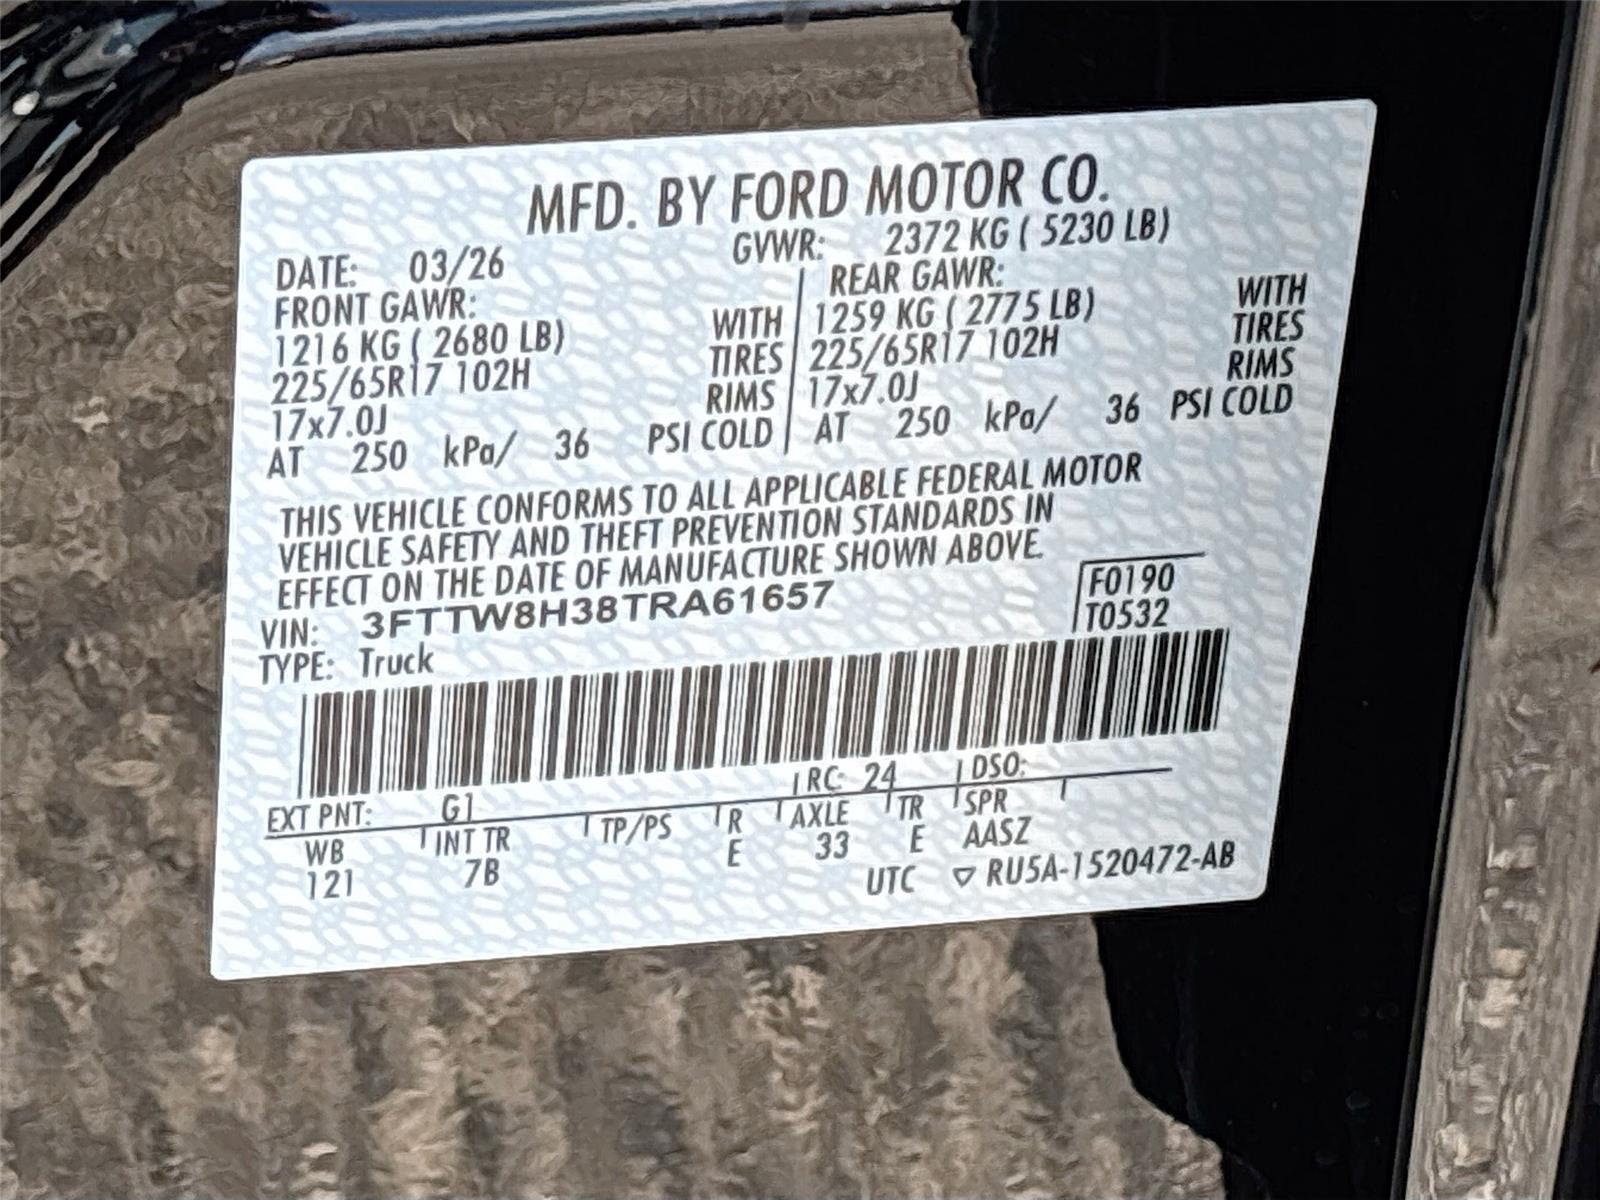 MFD. BY FORD MOTOR CO.
DATE: 03/26 GVWR: 2372 KG ( 5230 LB)
FRONT GAWR: REAR GAWR:
1216 KG ( 2680 LB) WITH 1259 KG ( 2775 LB) WITH
225/65R17 102H TIRES 225/65R17 102H TIRES
17x7.0J RIMS 17x7.0J RIMS
AT 250 kPa/ 36 PSI COLD AT 250 kPa/ 36 PSI COLD
THIS VEHICLE CONFORMS TO ALL APPLICABLE FEDERAL MOTOR
VEHICLE SAFETY AND THEFT PREVENTION STANDARDS IN
EFFECT ON THE DATE OF MANUFACTURE SHOWN ABOVE.
VIN: 3FTTW8H38TRA61657 F0190
TYPE: Truck T0532
EXT PNT: G1 RC: 24 DSO:
WB INT TR TP/PS R AXLE TR SPR
121 7B E 33 E AASZ
UTC ▽ RU5A-1520472-AB